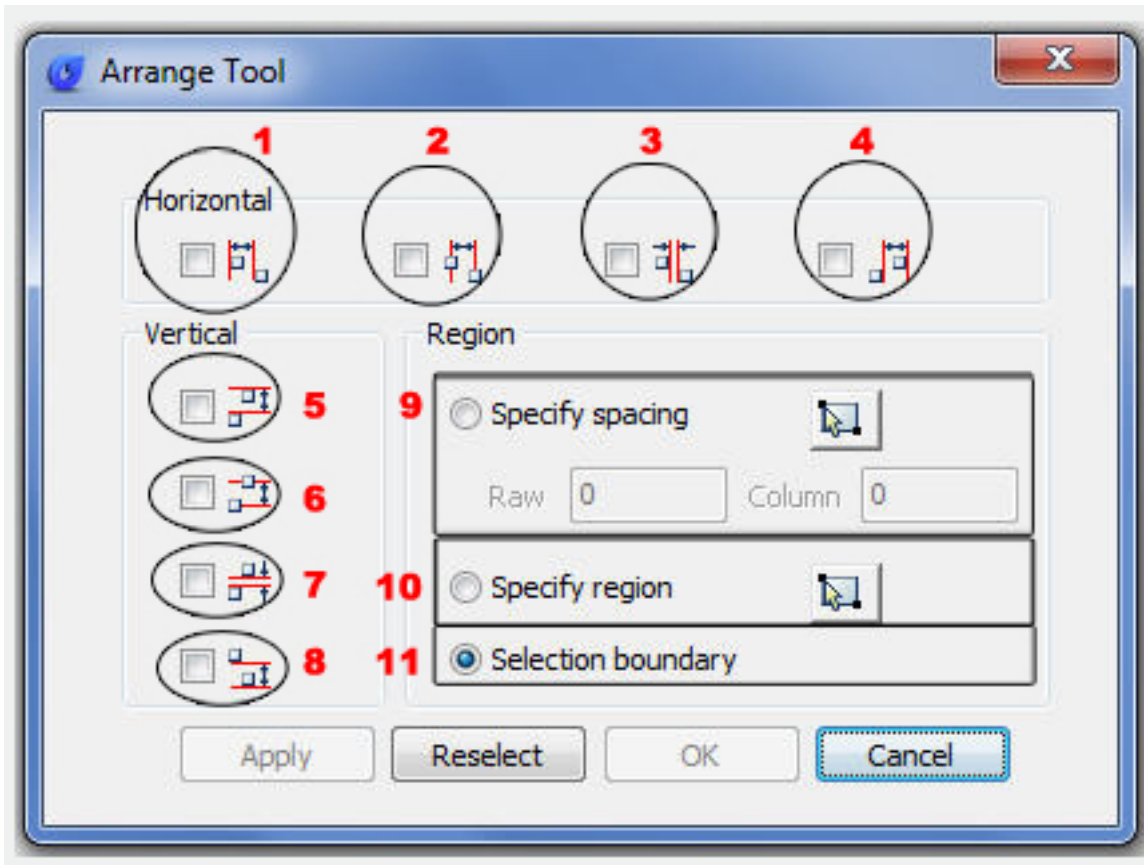 Arrange Tool
1 2 3 4
Horizontal
Vertical
Region
5
9 Specify spacing
Raw 0 Column 0
6
7
10 Specify region
8
11 Selection boundary
Apply Reselect OK Cancel